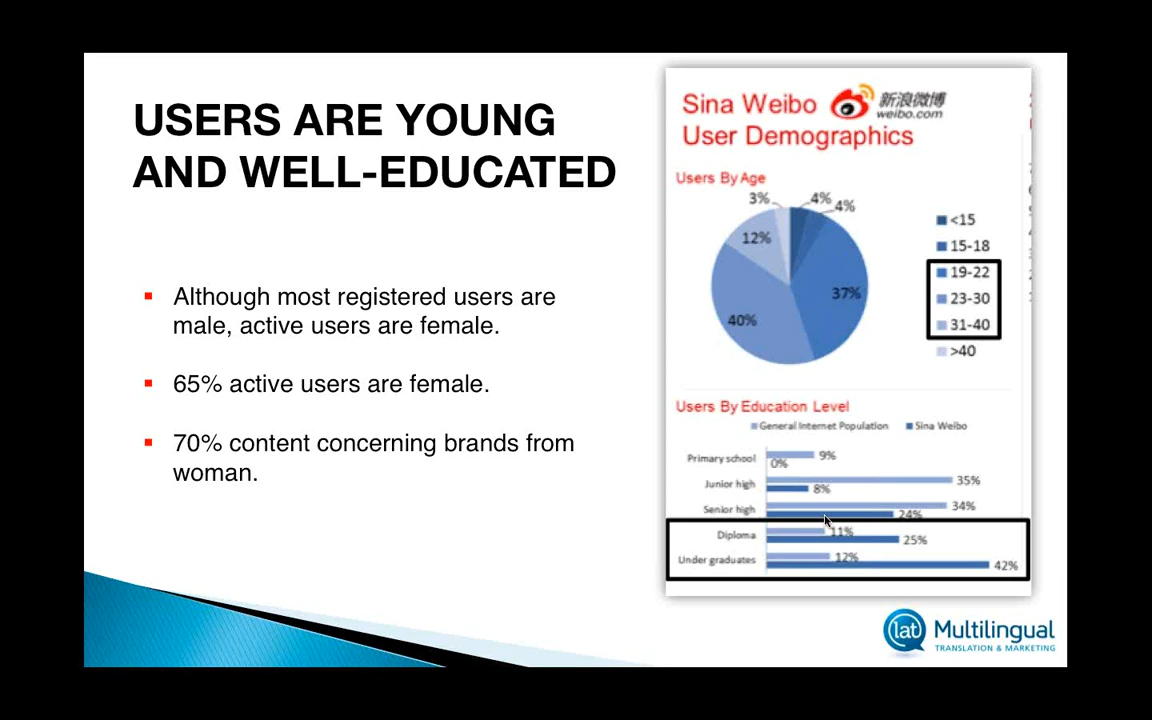 USERS ARE YOUNG
AND WELL-EDUCATED
Although most registered users are
male, active users are female.
65% active users are female.
70% content concerning brands from
woman.
Sina Weibo
新浪微博
weibo.com
User Demographics
Users By Age
3%
4%
4%
12%
37%
40%
<15
15-18
19-22
23-30
31-40
>40
Users By Education Level
General Internet Population
Sina Weibo
Primary school
9%
0%
Junior high
35%
8%
Senior high
34%
24%
Diploma
11%
25%
Under graduates
12%
42%
lat
Multilingual
TRANSLATION & MARKETING